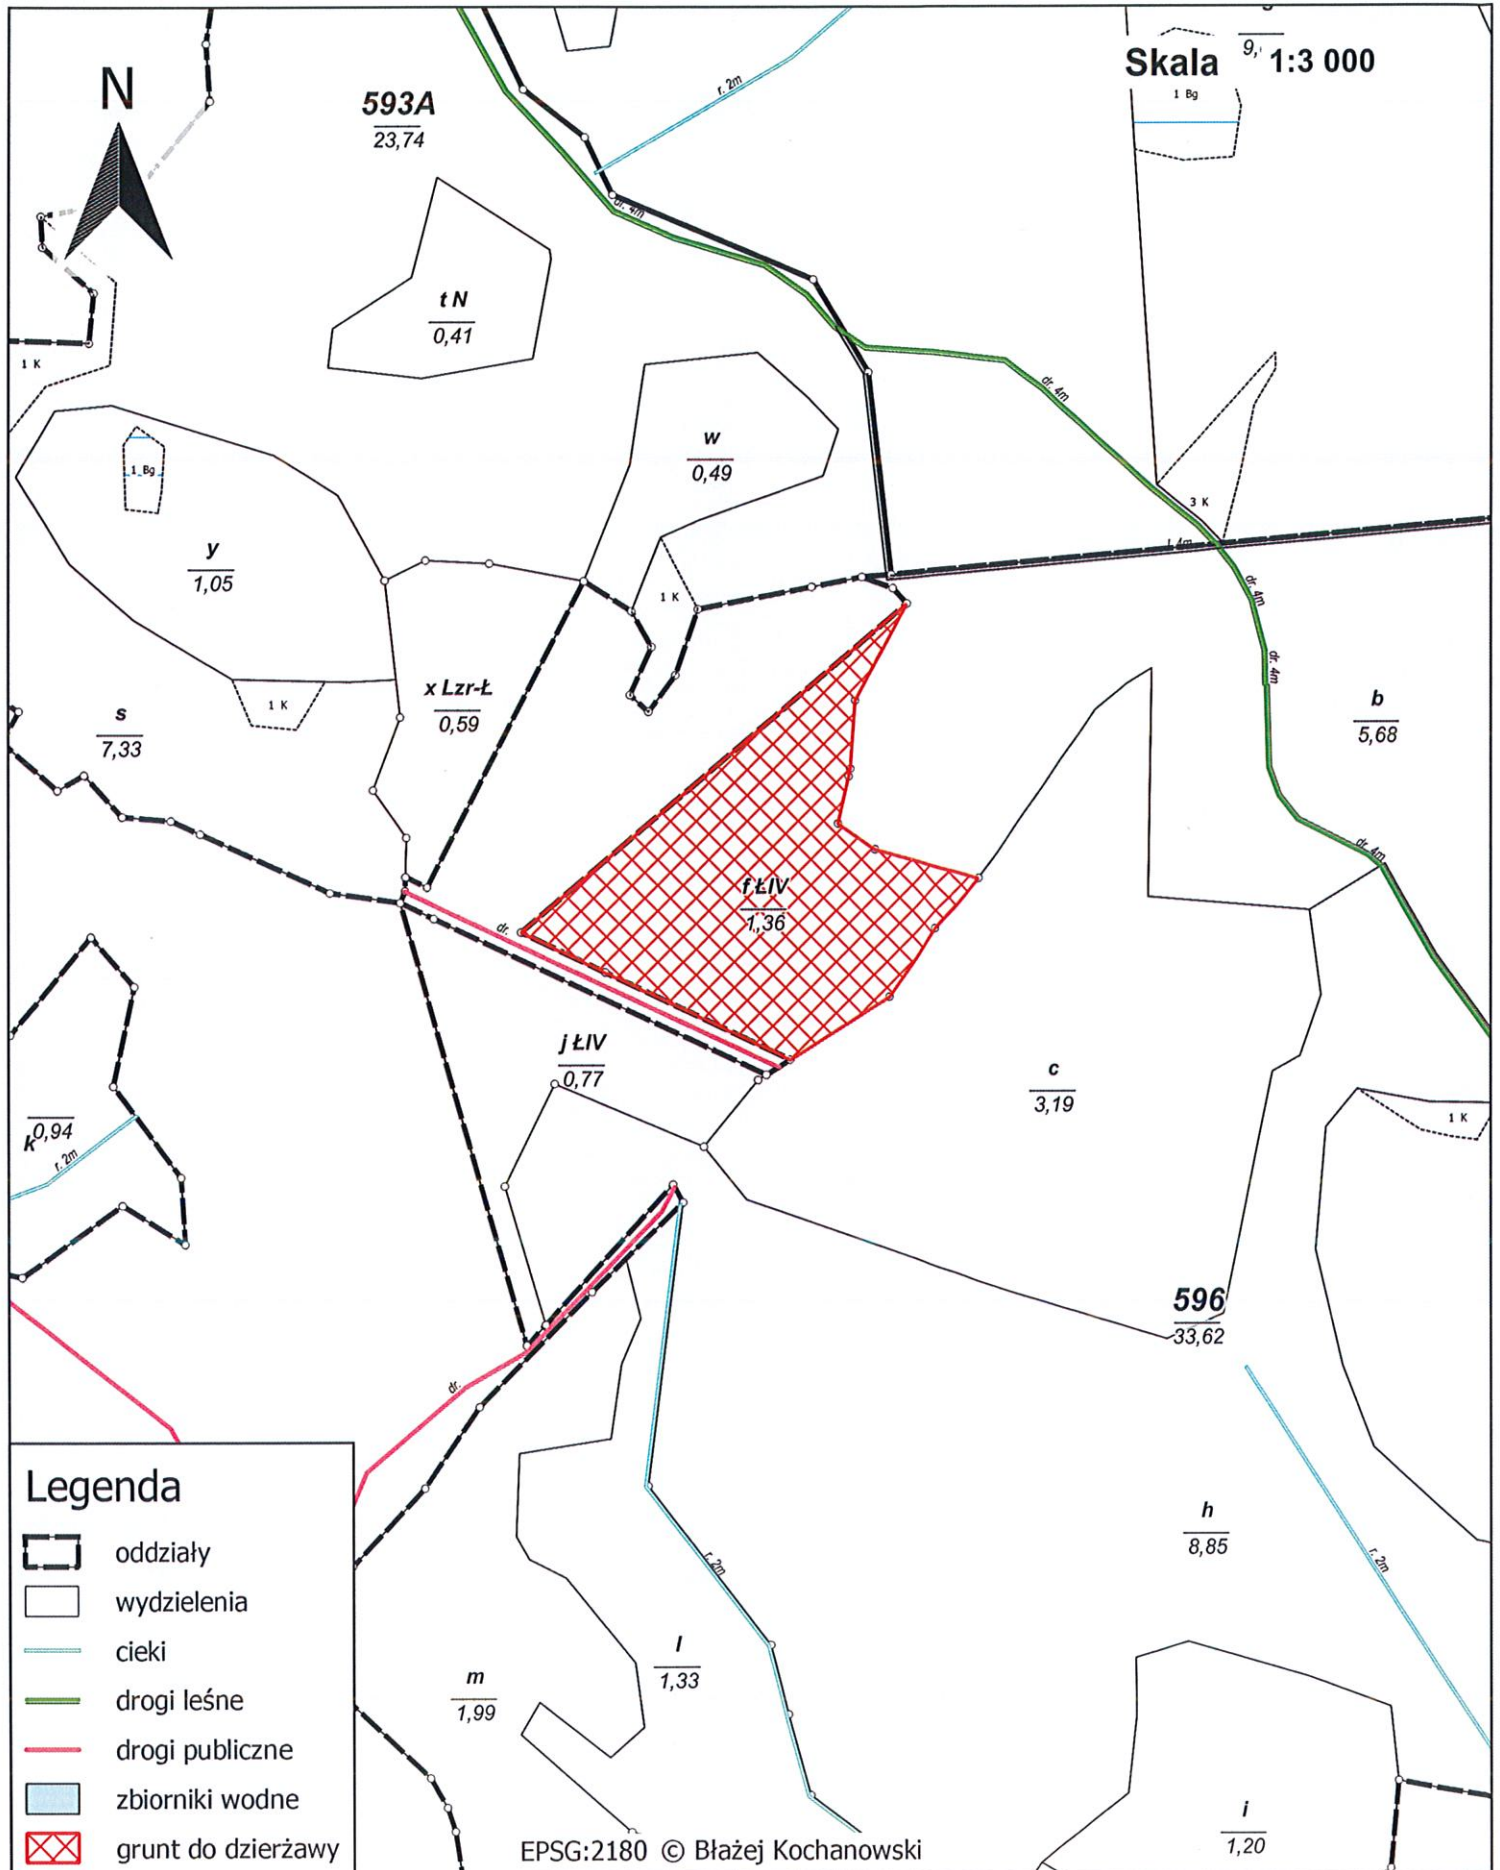 Skala 1:3 000
9,
1 Bg
N
593A
23,74
r. 2m
dr. 4m
t N
0,41
1 K
dr. 4m
w
0,49
1 Bg
3 K
y
1,05
dr. 4m
1 K
dr. 4m
x Lzr-Ł
0,59
1 K
s
7,33
b
5,68
dr. 4m
f ŁIV
1,36
dr.
j ŁIV
0,77
c
3,19
k
0,94
r. 2m
1 K
596
33,62
dr.
h
8,85
r. 2m
r. 2m
l
1,33
m
1,99
i
1,20
Legenda
oddziały
wydzielenia
cieki
drogi leśne
drogi publiczne
zbiorniki wodne
grunt do dzierżawy
EPSG:2180 © Błażej Kochanowski